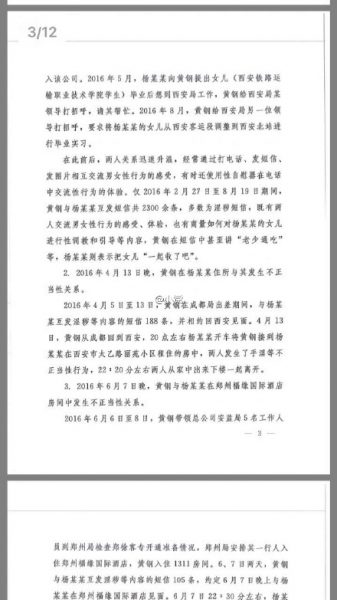 3/12
入该公司。2016 年 5 月，杨某某向黄钢提出女儿（西安铁路运
输职业技术学院学生）毕业后想到西安局工作，黄钢给西安局某
领导打招呼，请其帮忙。2016 年 8 月，黄钢给西安局另一位领
导打招呼，要求将杨某某的女儿从西安客运段调整到西安北站进
行毕业实习。
在此前后，两人关系迅速升温，经常通过打电话、发短信、
发图片相互交流男女性行为的感受，有时还使用性自慰器在电话
中交流性行为的体验。仅 2016 年 2 月 27 日至 8 月 19 日期间，
黄钢与杨某某互发短信共 2300 余条，多数为淫秽短信，既有两
人交流男女性行为的感受、体验，也有商量如何对杨某某的女儿
进行性调教和引导等内容，黄钢在短信中甚至讲“老少通吃”
等，杨某某则表示把女儿“一起收了吧”。
2. 2016 年 4 月 13 日晚，黄钢在杨某某住所与其发生不正
当性关系。
2016 年 4 月 5 日至 13 日，黄钢在成都局出差期间，与杨某
某互发淫秽等内容的短信 188 条，并相约回西安见面。4 月 13
日，黄钢从成都回到西安，20 点左右杨某某开车将黄钢接到杨某
某在西安市太乙路丽苑小区租住的房中，两人发生了手淫等不
正当性行为，22：20 分左右两人从家中出来下楼一起离开。
3. 2016 年 6 月 7 日晚，黄钢与杨某某在郑州福缘国际酒店
房间中发生不正当性关系。
2016 年 6 月 6 日至 8 日，黄钢带领总公司安监局 5 名工作人
— 3 —
员到郑州局检查郑徐客专开通准备情况，郑州局安排其一行人入
住郑州福缘国际酒店，黄钢入住 1311 房间。6、7 日两天，黄钢
与杨某某互发淫秽等内容的短信 105 条，约定 6 月 7 日晚上与杨
某某在郑州福缘国际酒店见面。6 月 7 日 22：30 分左右，杨某